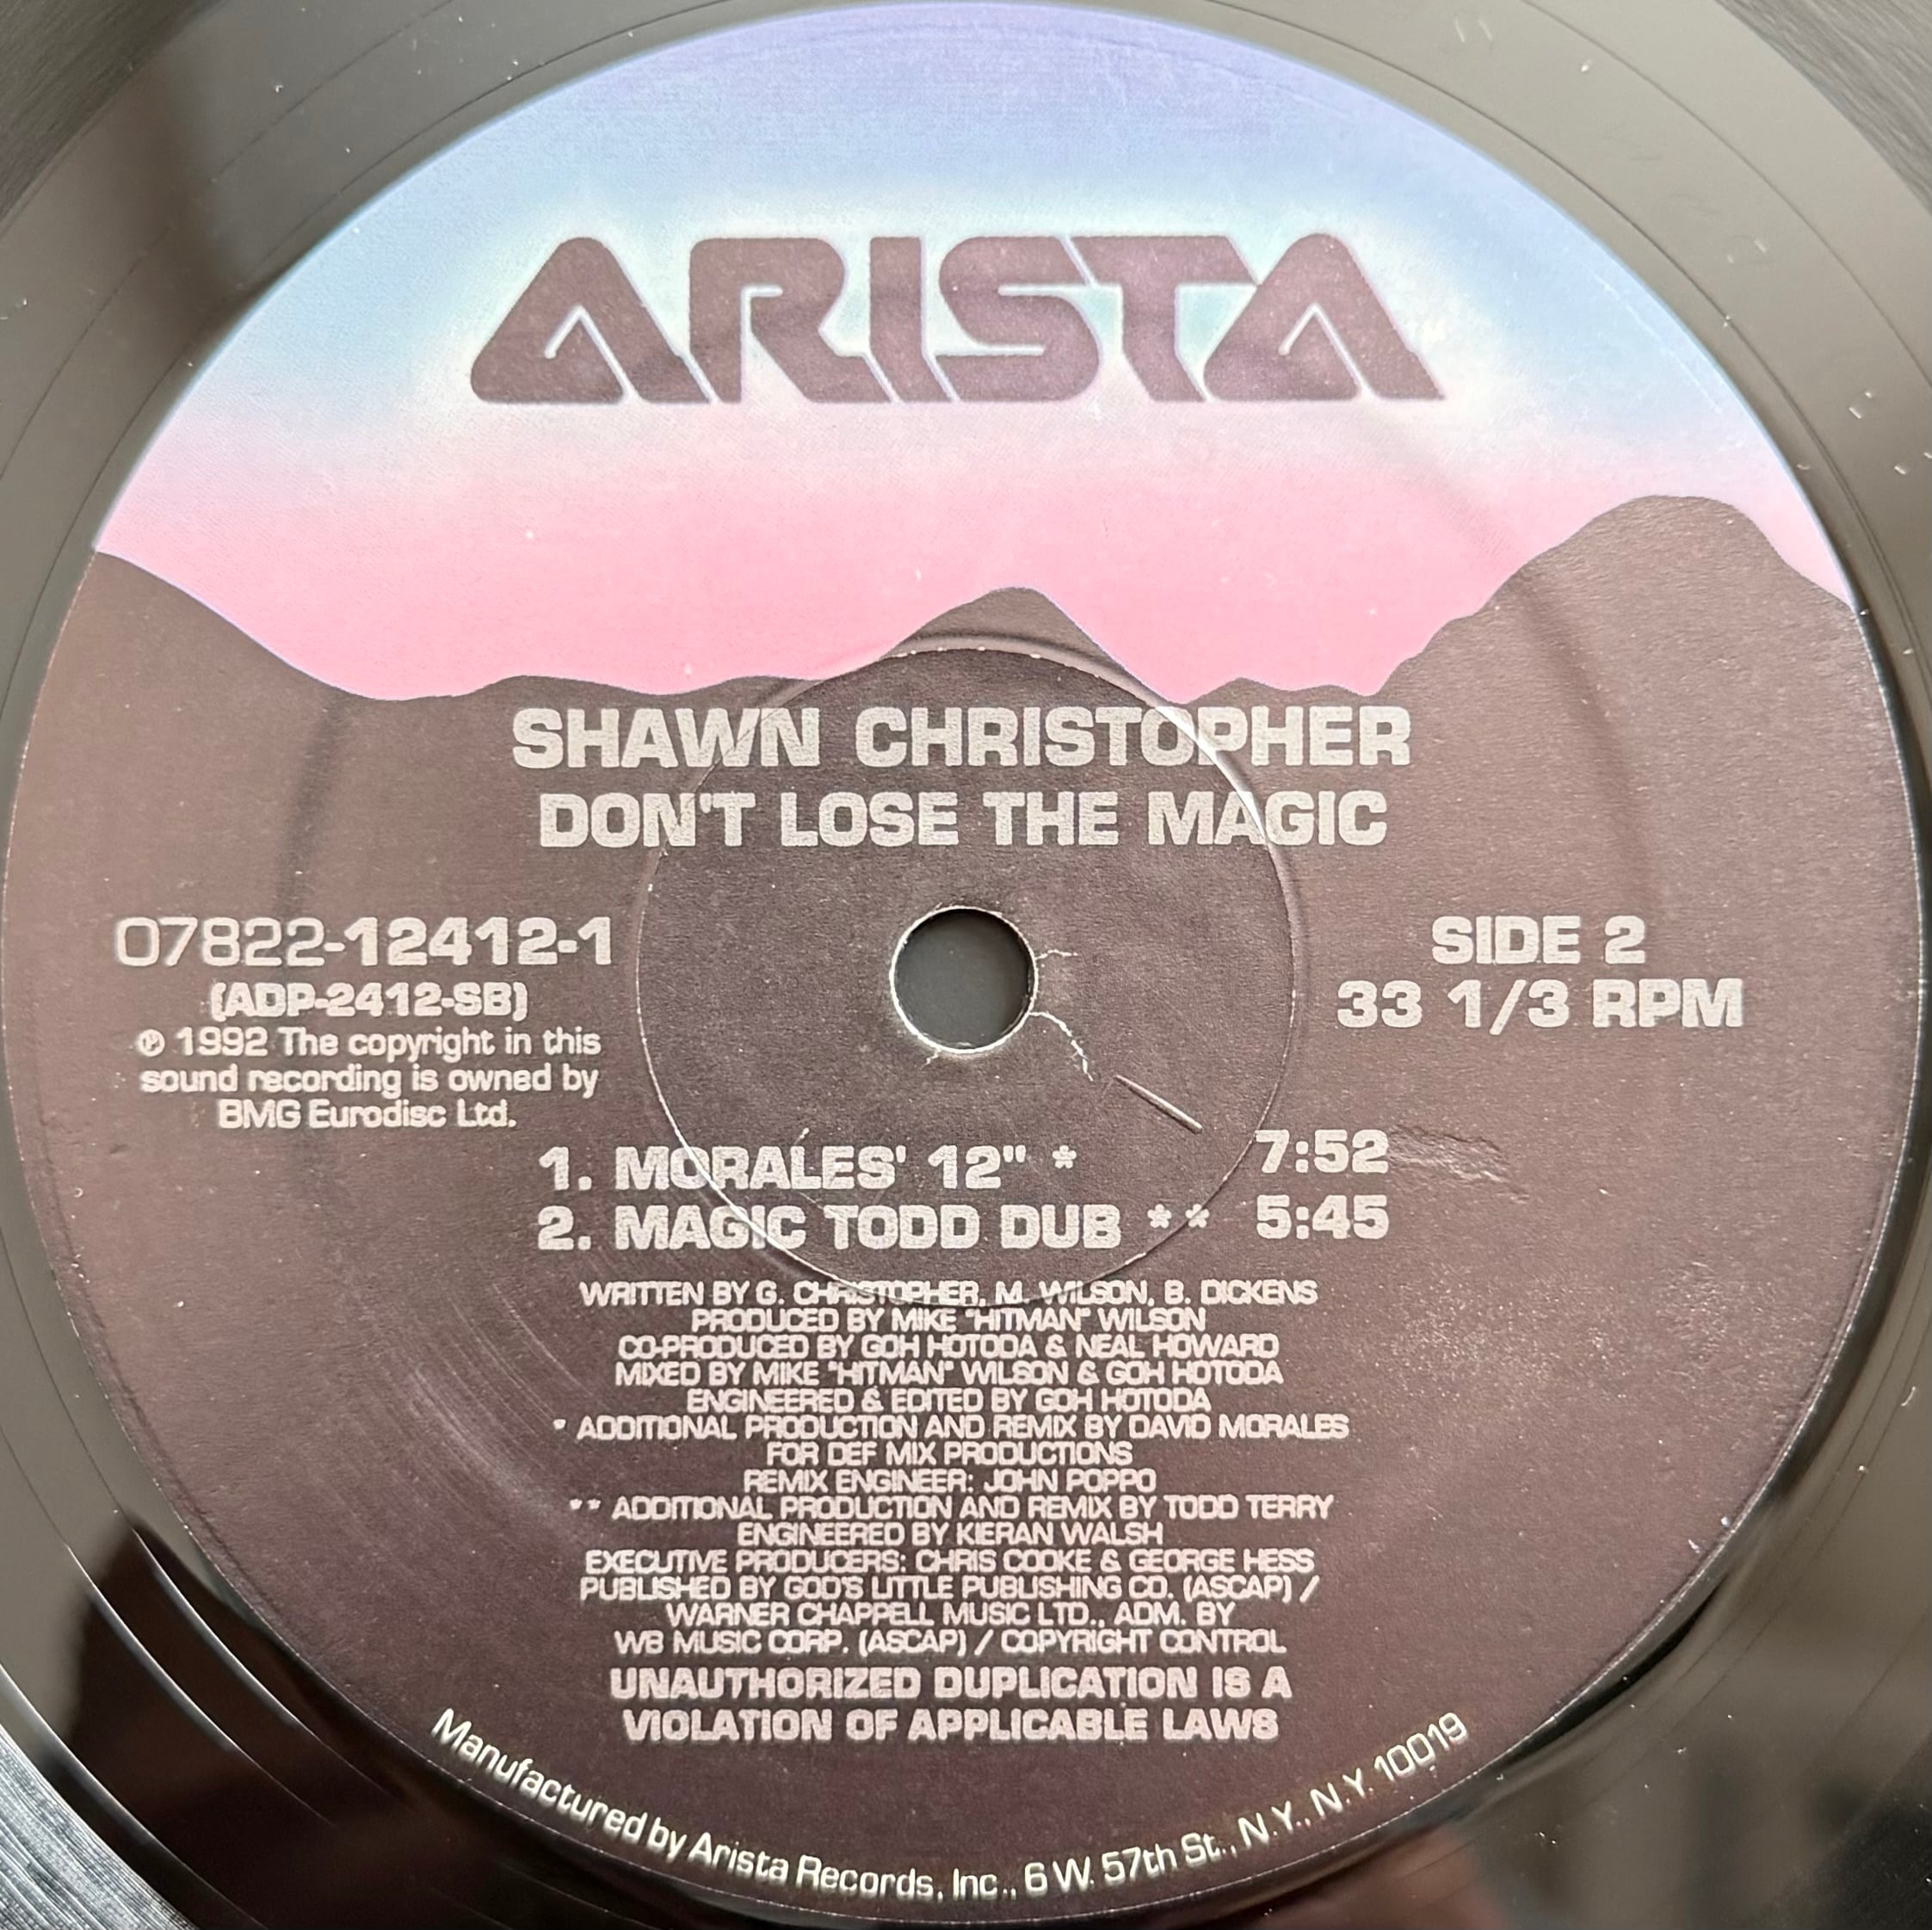 ARISTA
SHAWN CHRISTOPHER
DON'T LOSE THE MAGIC
07822-12412-1
(ADP-2412-SB)
℗ 1992 The copyright in this
sound recording is owned by
BMG Eurodisc Ltd.
SIDE 2
33 1/3 RPM
1. MORALES' 12" * 7:52
2. MAGIC TODD DUB ** 5:45
WRITTEN BY G. CHRISTOPHER, M. WILSON, B. DICKENS
PRODUCED BY MIKE "HITMAN" WILSON
CO-PRODUCED BY GOH HOTODA & NEAL HOWARD
MIXED BY MIKE "HITMAN" WILSON & GOH HOTODA
ENGINEERED & EDITED BY GOH HOTODA
* ADDITIONAL PRODUCTION AND REMIX BY DAVID MORALES
FOR DEF MIX PRODUCTIONS
REMIX ENGINEER: JOHN POPPO
** ADDITIONAL PRODUCTION AND REMIX BY TODD TERRY
ENGINEERED BY KIERAN WALSH
EXECUTIVE PRODUCERS: CHRIS COOKE & GEORGE HESS
PUBLISHED BY GOD'S LITTLE PUBLISHING CO. (ASCAP) /
WARNER CHAPPELL MUSIC LTD., ADM. BY
WB MUSIC CORP. (ASCAP) / COPYRIGHT CONTROL
UNAUTHORIZED DUPLICATION IS A
VIOLATION OF APPLICABLE LAWS
Manufactured by Arista Records, Inc., 6 W. 57th St., N.Y., N.Y. 10019